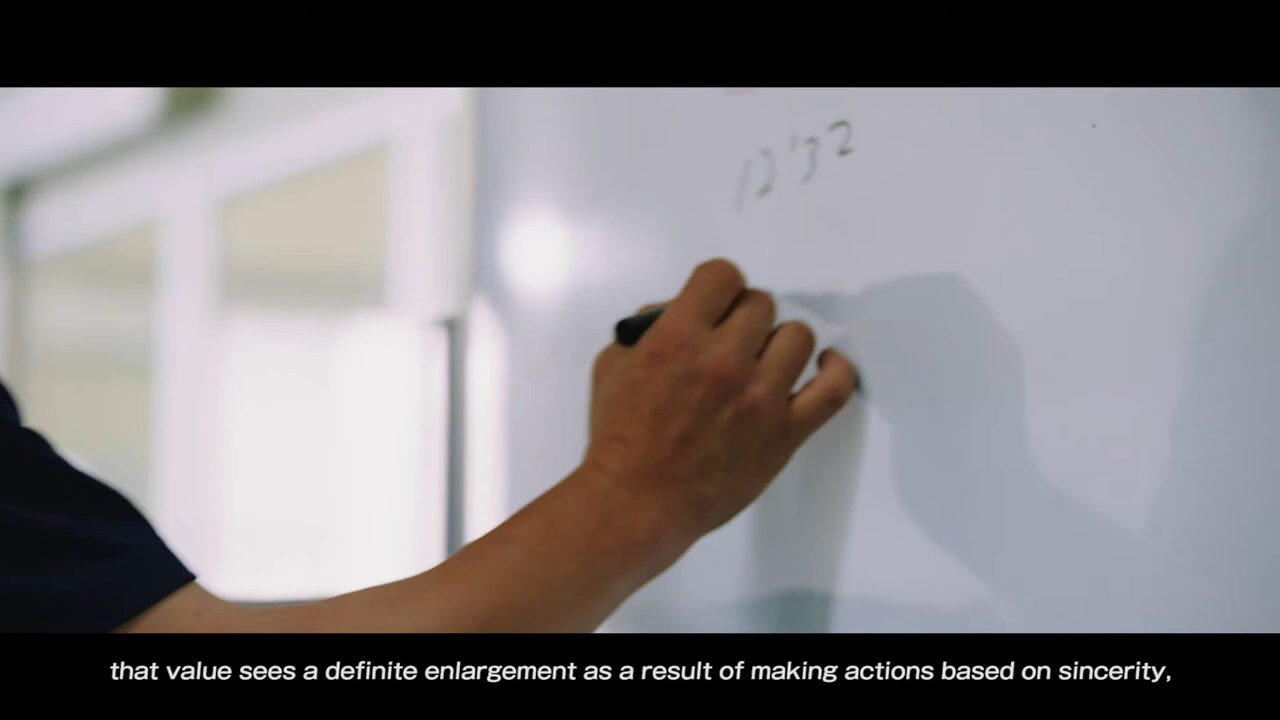 12'32
that value sees a definite enlargement as a result of making actions based on sincerity,